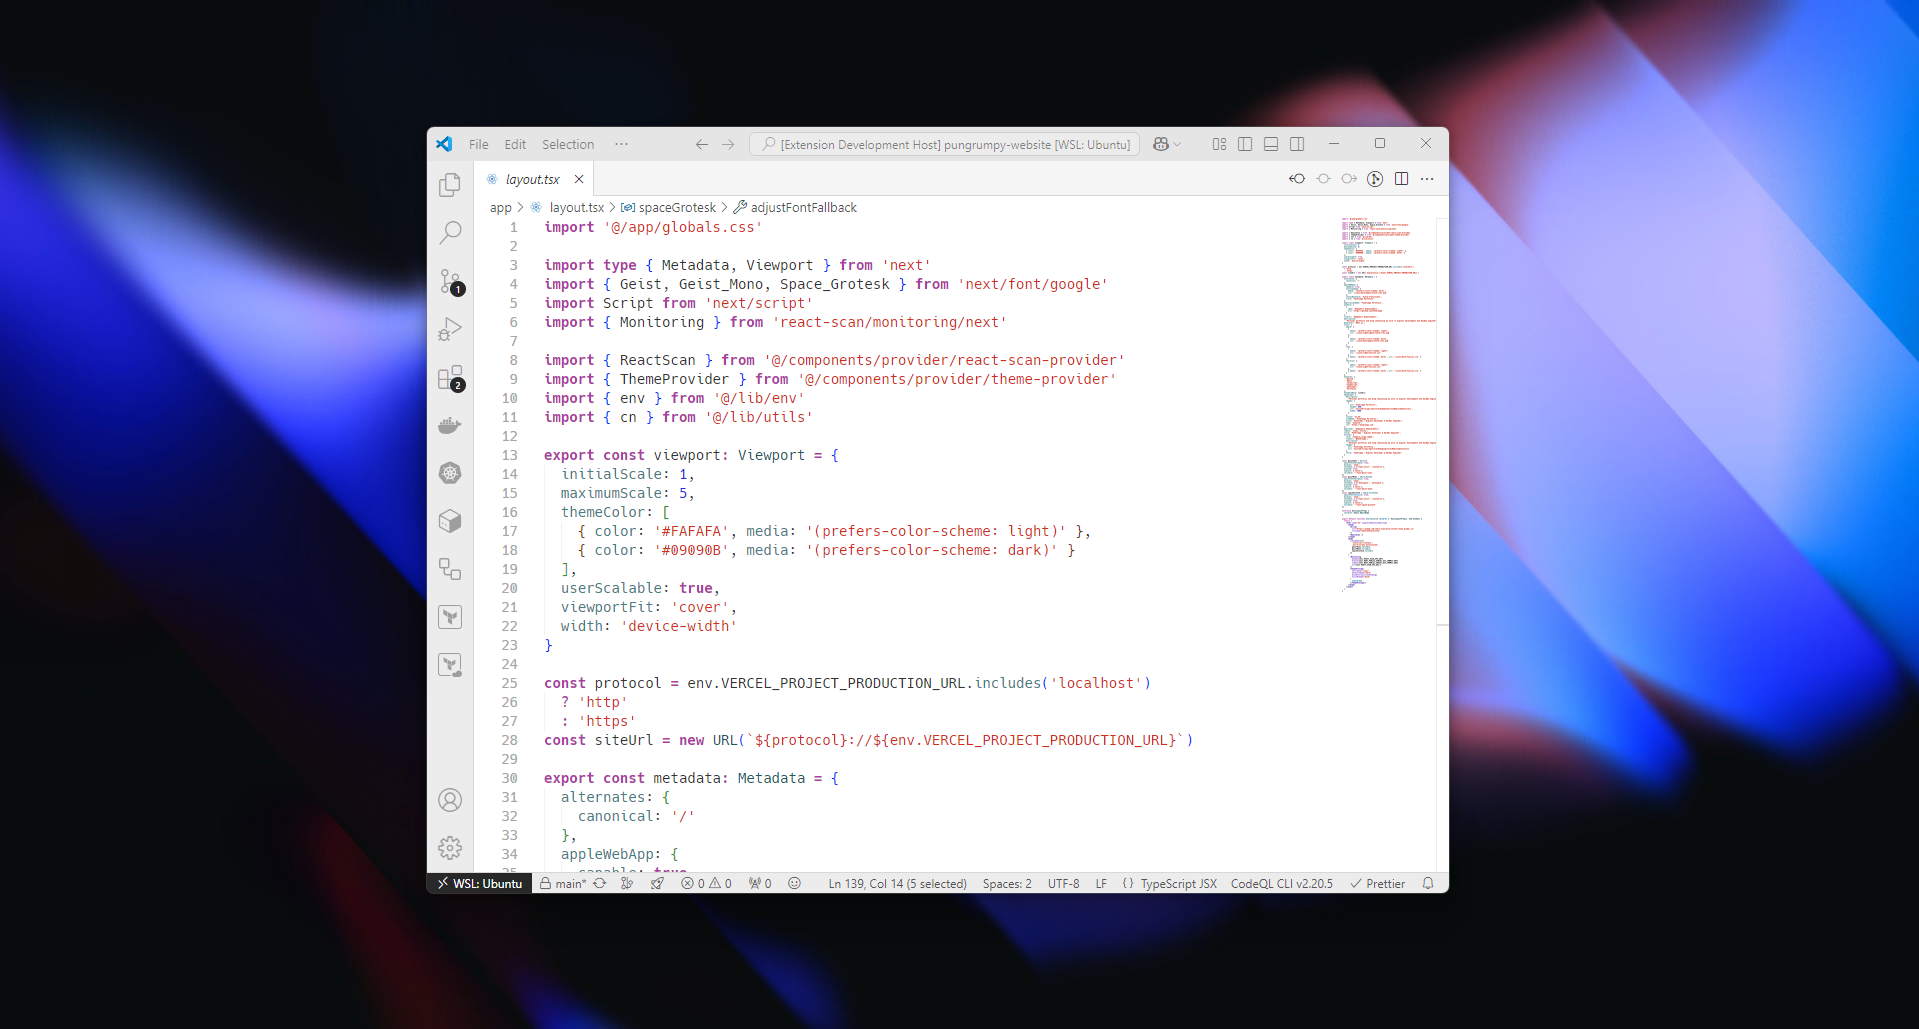 File Edit Selection ··· [Extension Development Host] pungrumpy-website [WSL: Ubuntu]
layout.tsx
app > layout.tsx > spaceGrotesk > adjustFontFallback
1 import '@/app/globals.css'
2
3 import type { Metadata, Viewport } from 'next'
4 import { Geist, Geist_Mono, Space_Grotesk } from 'next/font/google'
5 import Script from 'next/script'
6 import { Monitoring } from 'react-scan/monitoring/next'
7
8 import { ReactScan } from '@/components/provider/react-scan-provider'
9 import { ThemeProvider } from '@/components/provider/theme-provider'
10 import { env } from '@/lib/env'
11 import { cn } from '@/lib/utils'
12
13 export const viewport: Viewport = {
14 initialScale: 1,
15 maximumScale: 5,
16 themeColor: [
17 { color: '#FAFAFA', media: '(prefers-color-scheme: light)' },
18 { color: '#09090B', media: '(prefers-color-scheme: dark)' }
19 ],
20 userScalable: true,
21 viewportFit: 'cover',
22 width: 'device-width'
23 }
24
25 const protocol = env.VERCEL_PROJECT_PRODUCTION_URL.includes('localhost')
26 ? 'http'
27 : 'https'
28 const siteUrl = new URL(`${protocol}://${env.VERCEL_PROJECT_PRODUCTION_URL}`)
29
30 export const metadata: Metadata = {
31 alternates: {
32 canonical: '/'
33 },
34 appleWebApp: {
35 capable: true
1
2
WSL: Ubuntu main* 0 0 0 Ln 139, Col 14 (5 selected) Spaces: 2 UTF-8 LF {} TypeScript JSX CodeQL CLI v2.20.5 Prettier